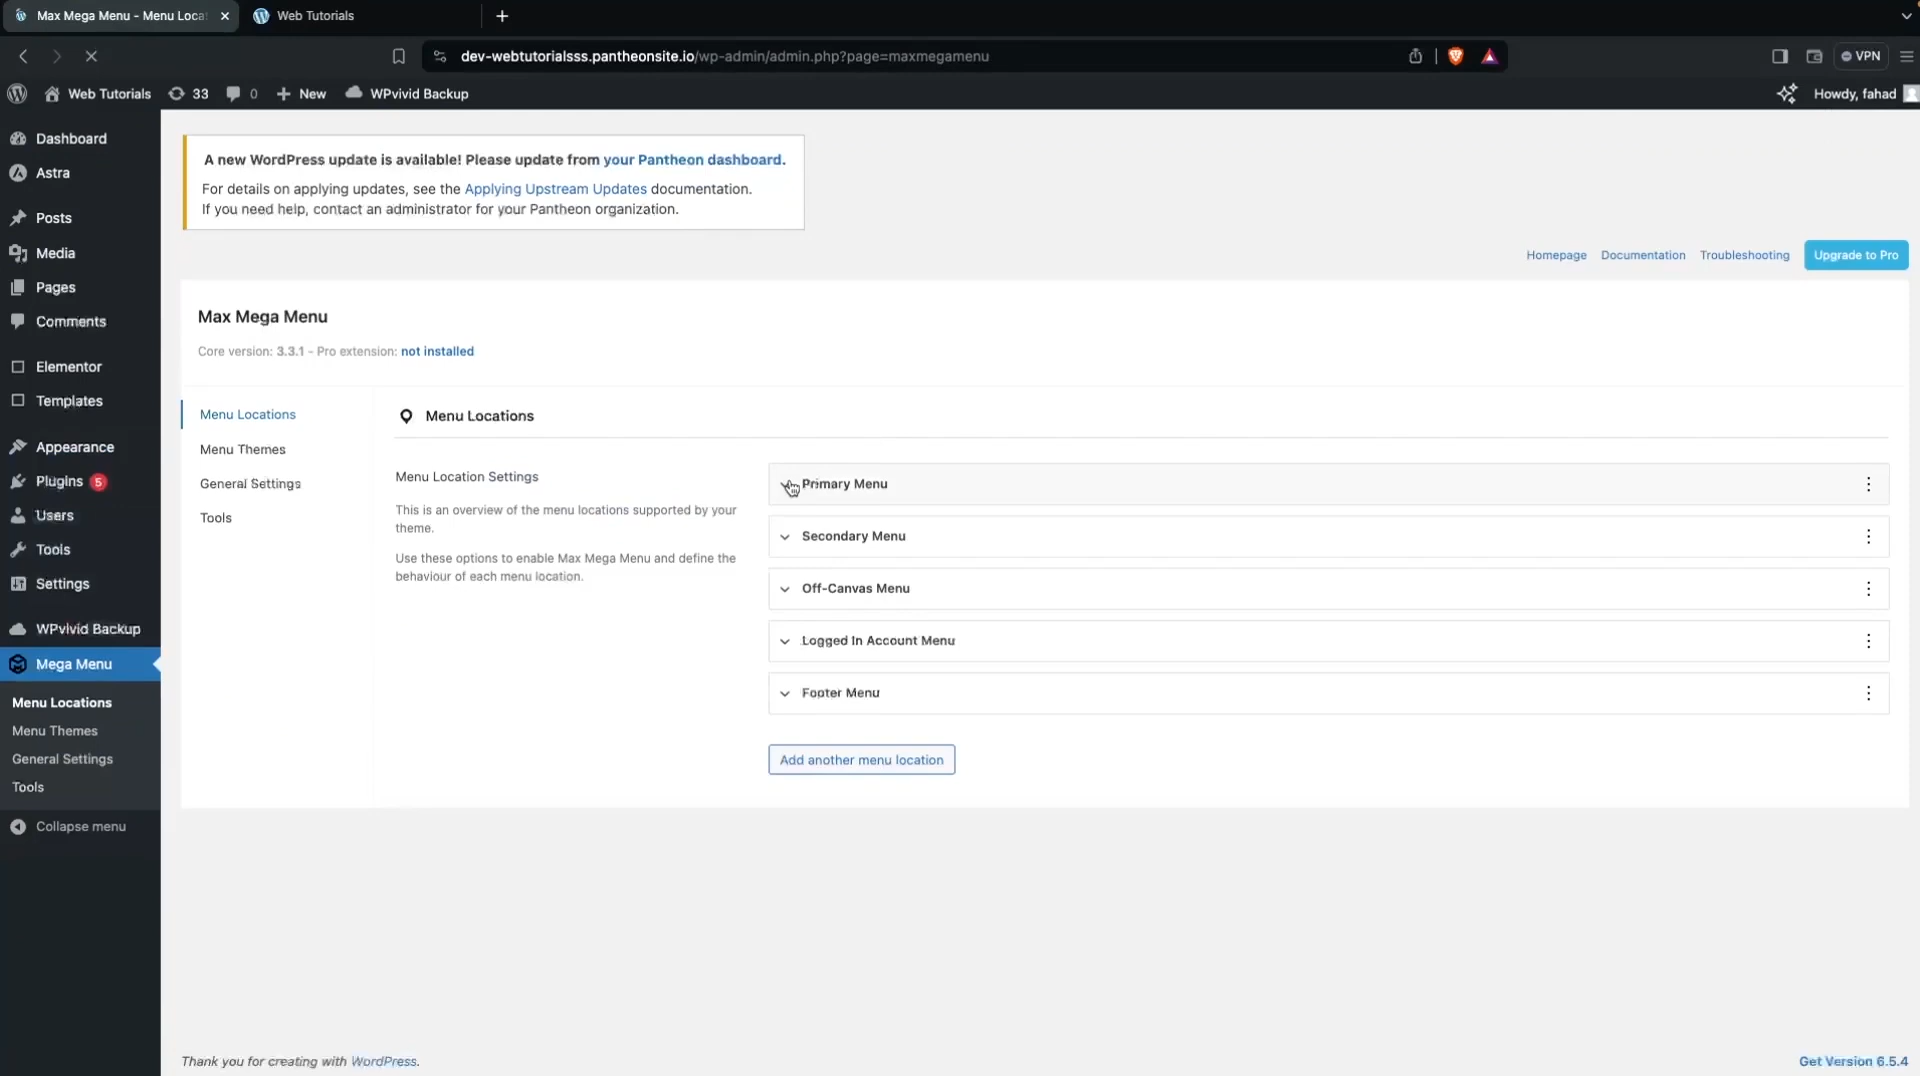 Max Mega Menu - Menu Loca
Web Tutorials
dev-webtutorialsss.pantheonsite.io/wp-admin/admin.php?page=maxmegamenu
VPN
Web Tutorials
33
0
New
WPvivid Backup
Howdy, fahad
Dashboard
Astra
Posts
Media
Pages
Comments
Elementor
Templates
Appearance
Plugins 5
Users
Tools
Settings
WPvivid Backup
Mega Menu
Menu Locations
Menu Themes
General Settings
Tools
Collapse menu
A new WordPress update is available! Please update from your Pantheon dashboard.
For details on applying updates, see the Applying Upstream Updates documentation.
If you need help, contact an administrator for your Pantheon organization.
Homepage
Documentation
Troubleshooting
Upgrade to Pro
Max Mega Menu
Core version: 3.3.1 - Pro extension: not installed
Menu Locations
Menu Themes
General Settings
Tools
Menu Locations
Menu Location Settings
This is an overview of the menu locations supported by your
theme.
Use these options to enable Max Mega Menu and define the
behaviour of each menu location.
Primary Menu
Secondary Menu
Off-Canvas Menu
Logged In Account Menu
Footer Menu
Add another menu location
Thank you for creating with WordPress.
Get Version 6.5.4